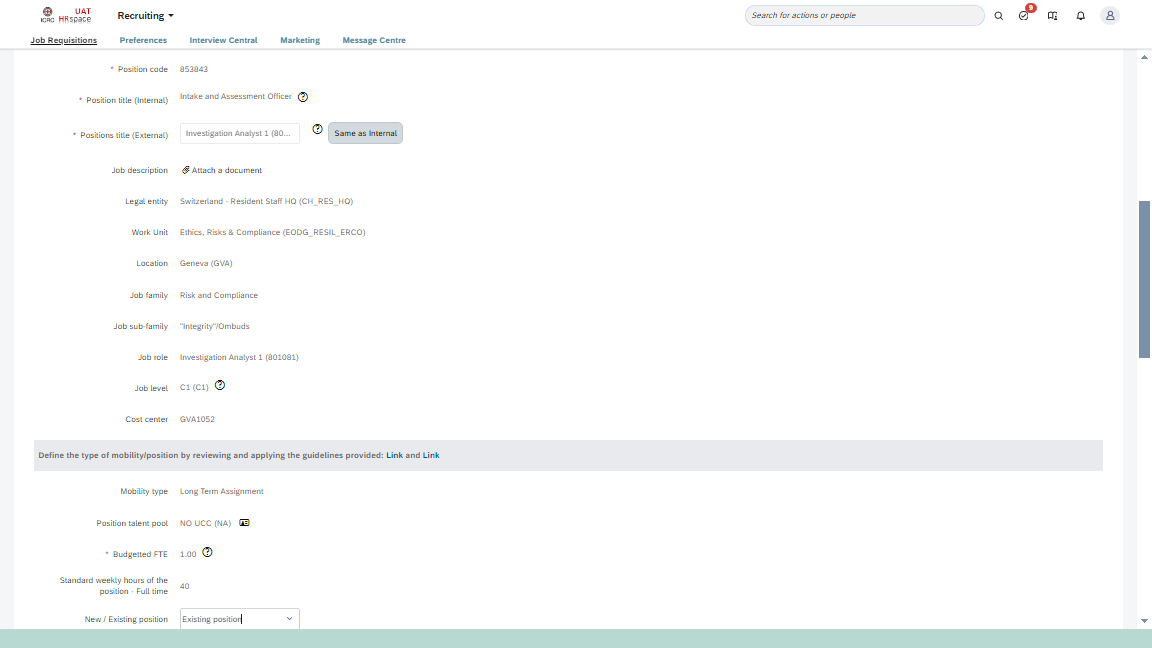 ICRC
UAT
HRspace
Recruiting
Search for actions or people
9
Job Requisitions
Preferences
Interview Central
Marketing
Message Centre
* Position code 853843
* Position title (Internal) Intake and Assessment Officer
* Positions title (External) Investigation Analyst 1 (80... Same as Internal
Job description Attach a document
Legal entity Switzerland - Resident Staff HQ (CH_RES_HQ)
Work Unit Ethics, Risks & Compliance (EODG_RESIL_ERCO)
Location Geneva (GVA)
Job family Risk and Compliance
Job sub-family "Integrity"/Ombuds
Job role Investigation Analyst 1 (801081)
Job level C1 (C1)
Cost center GVA1052
Define the type of mobility/position by reviewing and applying the guidelines provided: Link and Link
Mobility type Long Term Assignment
Position talent pool NO UCC (NA)
* Budgetted FTE 1.00
Standard weekly hours of the
position - Full time 40
New / Existing position Existing position